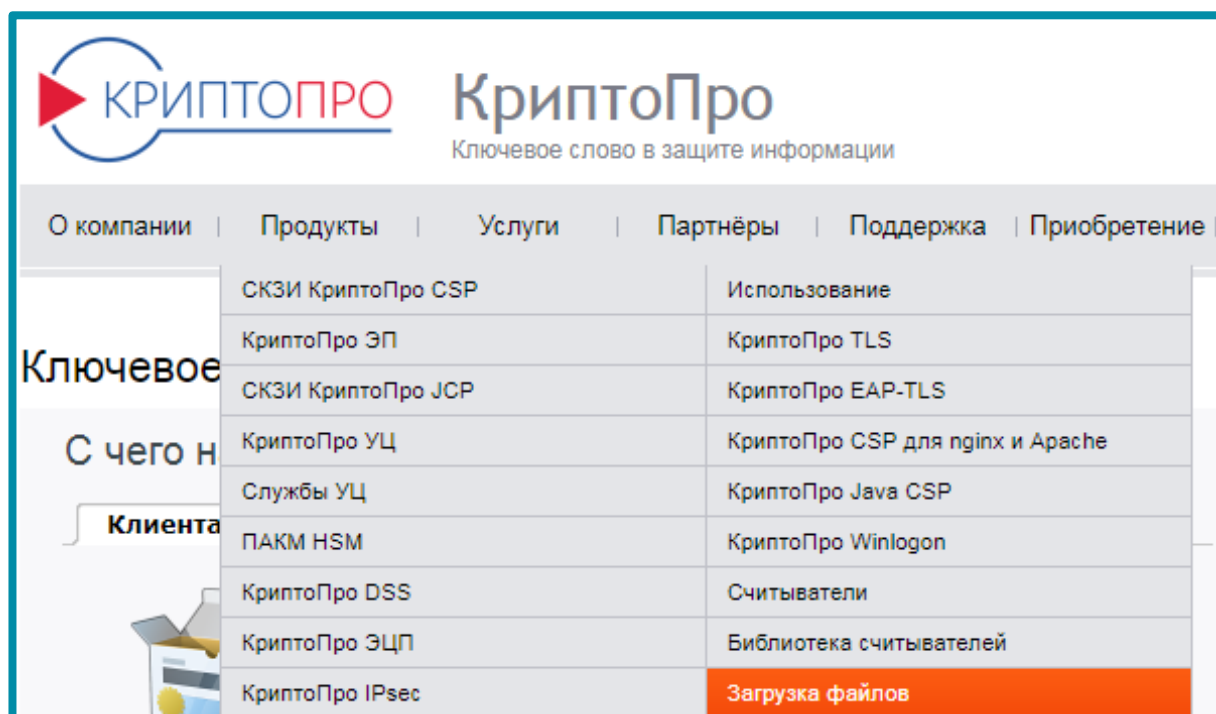 КРИПТОПРО
КриптоПро
Ключевое слово в защите информации
О компании | Продукты | Услуги | Партнёры | Поддержка | Приобретение |
СКЗИ КриптоПро CSP
КриптоПро ЭП
СКЗИ КриптоПро JCP
КриптоПро УЦ
Службы УЦ
ПАКМ HSM
КриптоПро DSS
КриптоПро ЭЦП
КриптоПро IPsec
Использование
КриптоПро TLS
КриптоПро EAP-TLS
КриптоПро CSP для nginx и Apache
КриптоПро Java CSP
КриптоПро Winlogon
Считыватели
Библиотека считывателей
Загрузка файлов
Ключевое
С чего н
Клиента